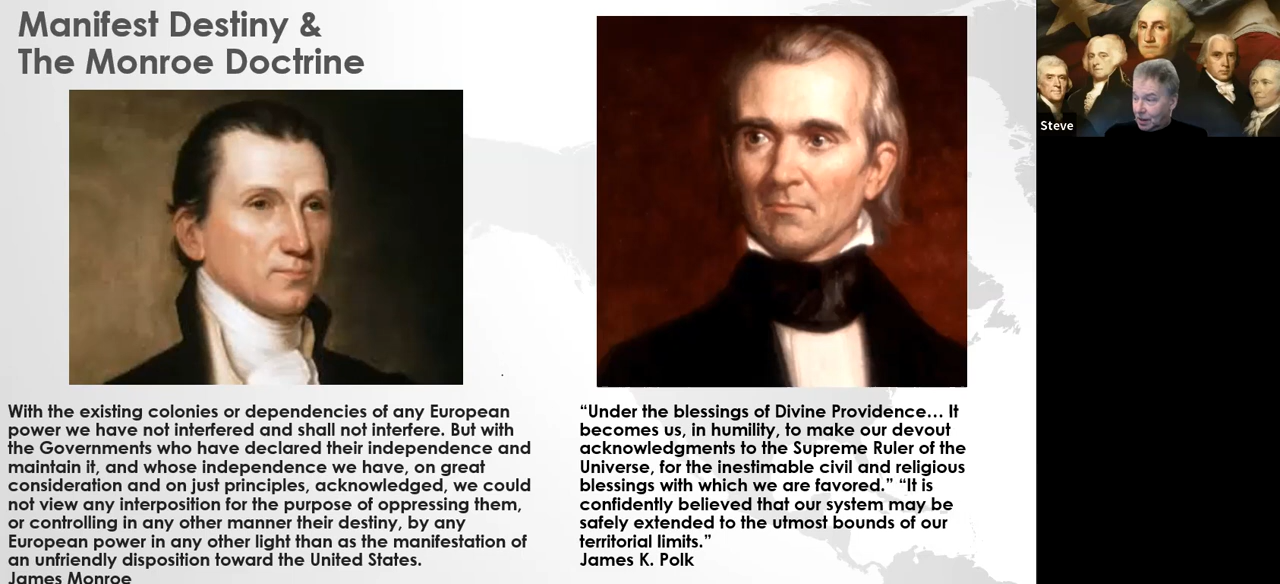 Manifest Destiny &
The Monroe Doctrine
With the existing colonies or dependencies of any European
power we have not interfered and shall not interfere. But with
the Governments who have declared their independence and
maintain it, and whose independence we have, on great
consideration and on just principles, acknowledged, we could
not view any interposition for the purpose of oppressing them,
or controlling in any other manner their destiny, by any
European power in any other light than as the manifestation of
an unfriendly disposition toward the United States.
James Monroe
“Under the blessings of Divine Providence… It
becomes us, in humility, to make our devout
acknowledgments to the Supreme Ruler of the
Universe, for the inestimable civil and religious
blessings with which we are favored.” “It is
confidently believed that our system may be
safely extended to the utmost bounds of our
territorial limits.”
James K. Polk
Steve